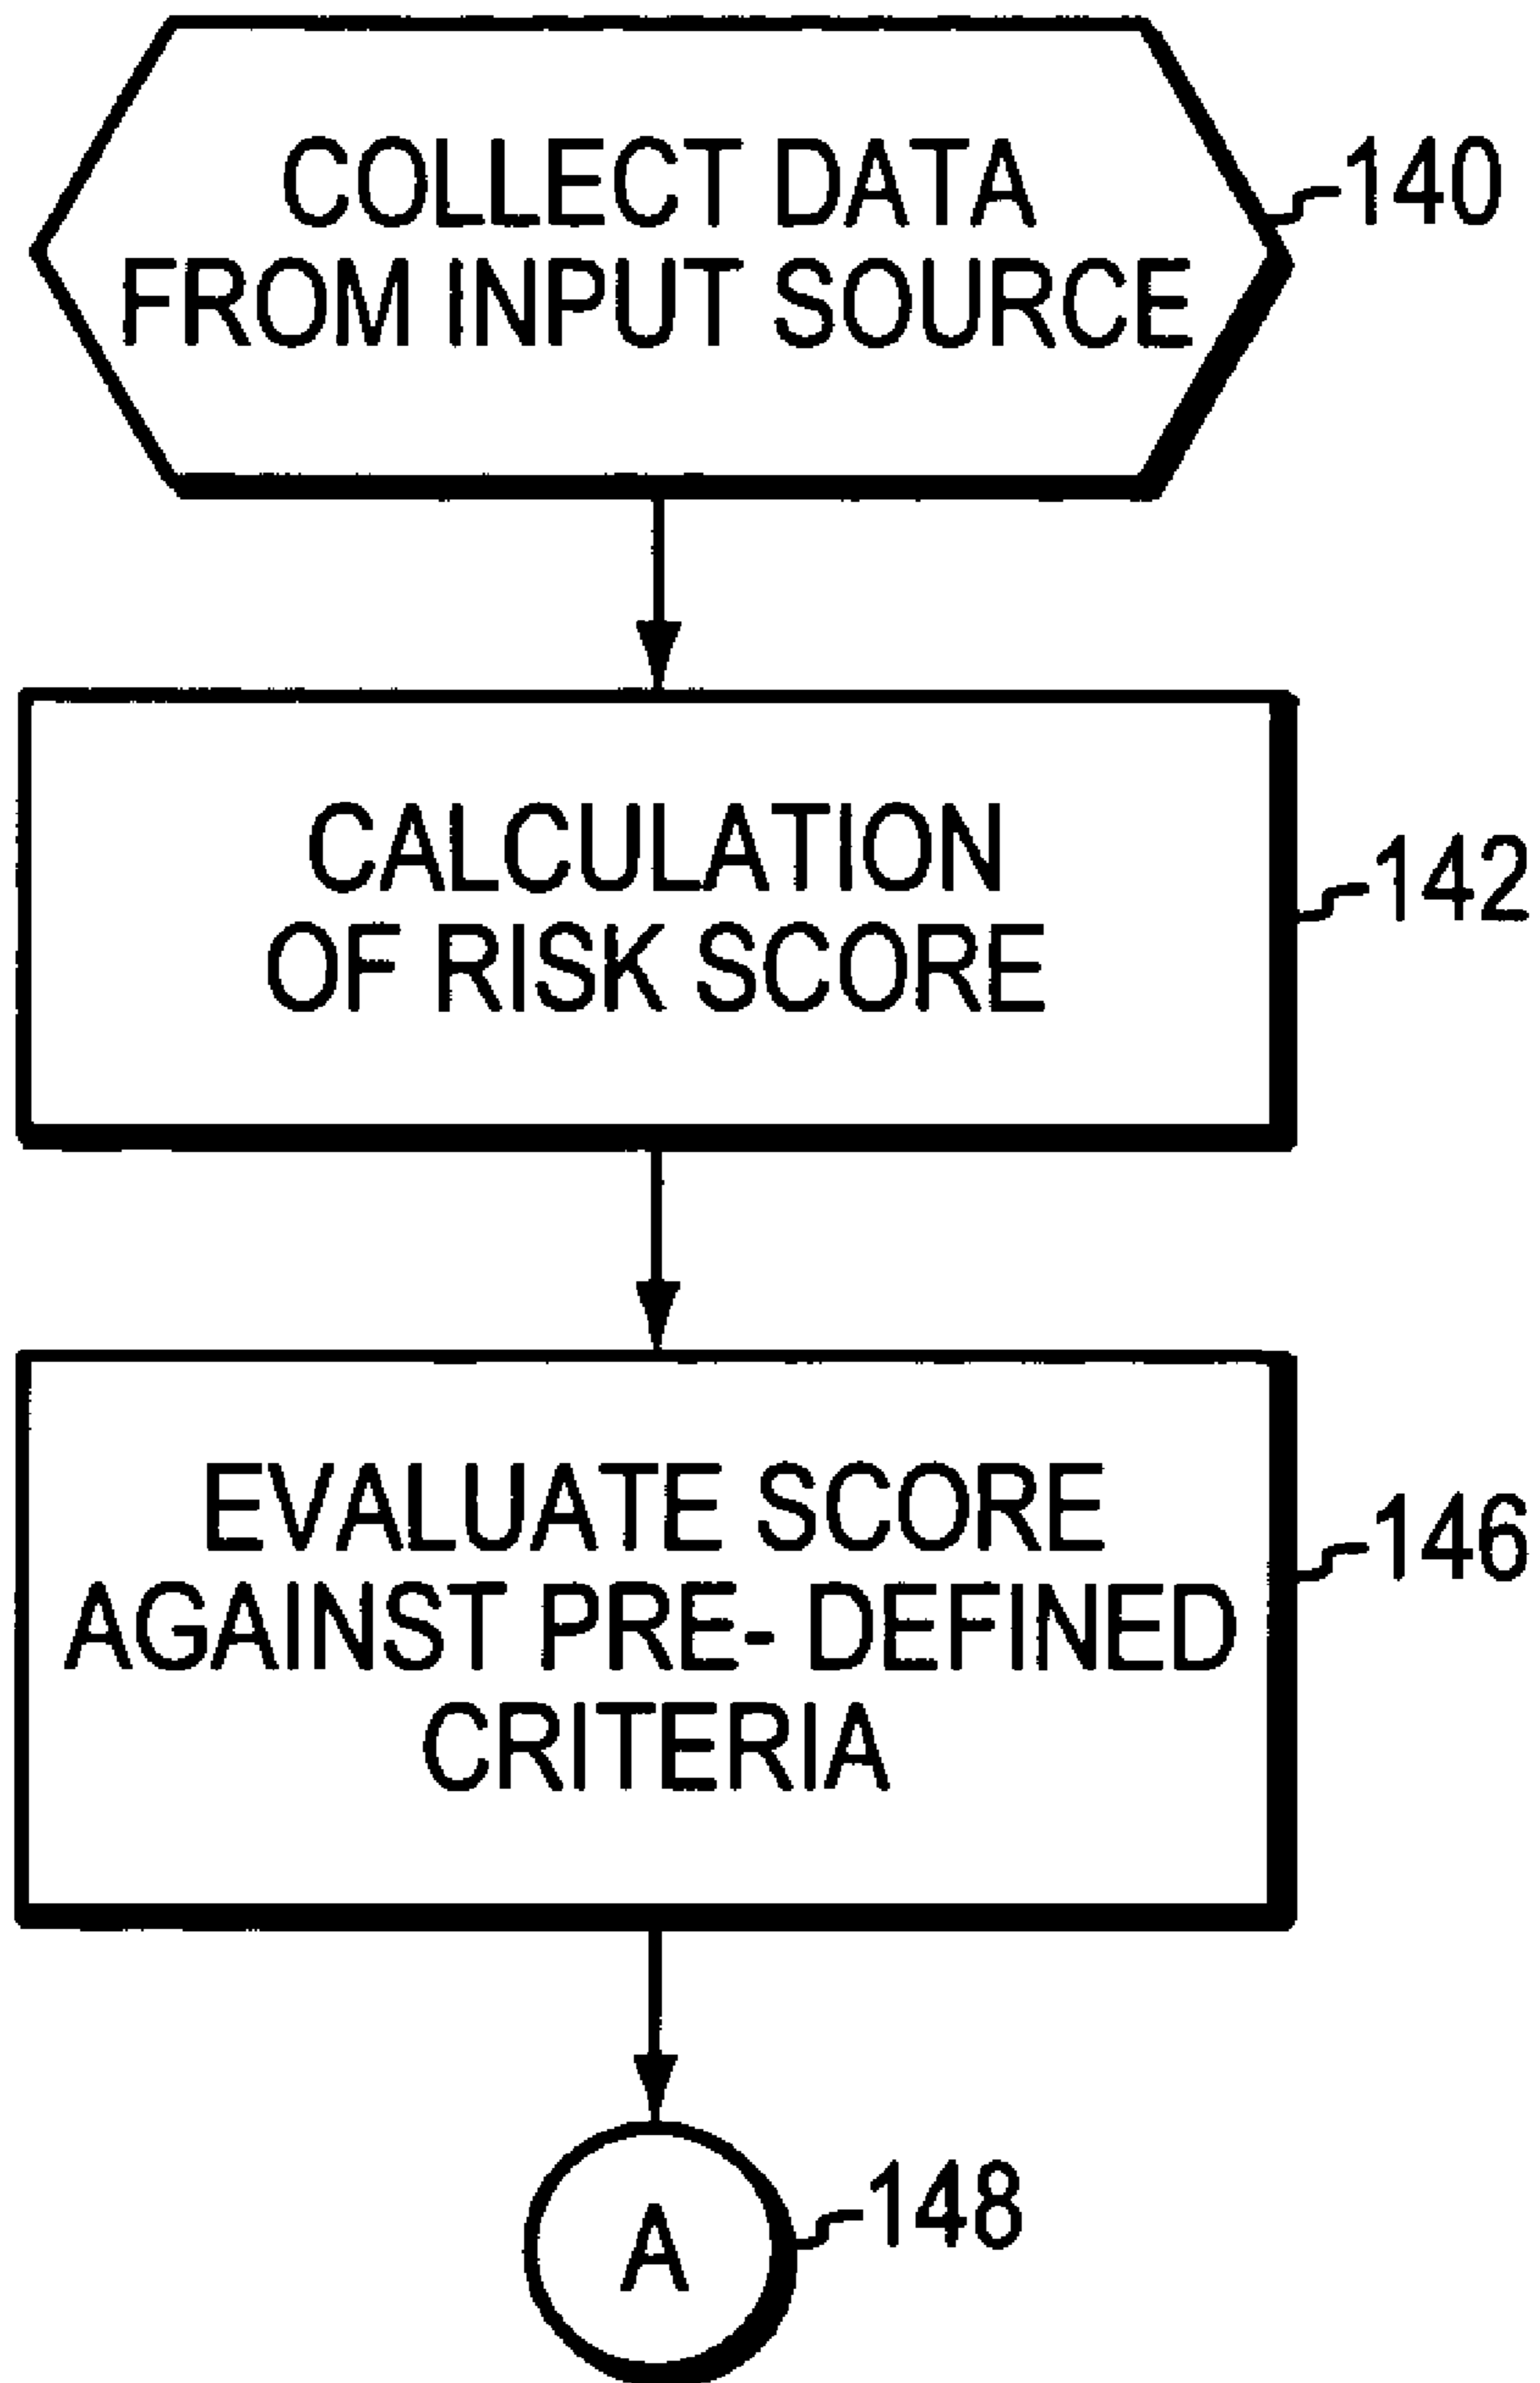 COLLECT DATA
FROM INPUT SOURCE
140
CALCULATION
OF RISK SCORE
142
EVALUATE SCORE
AGAINST PRE- DEFINED
CRITERIA
146
A
148